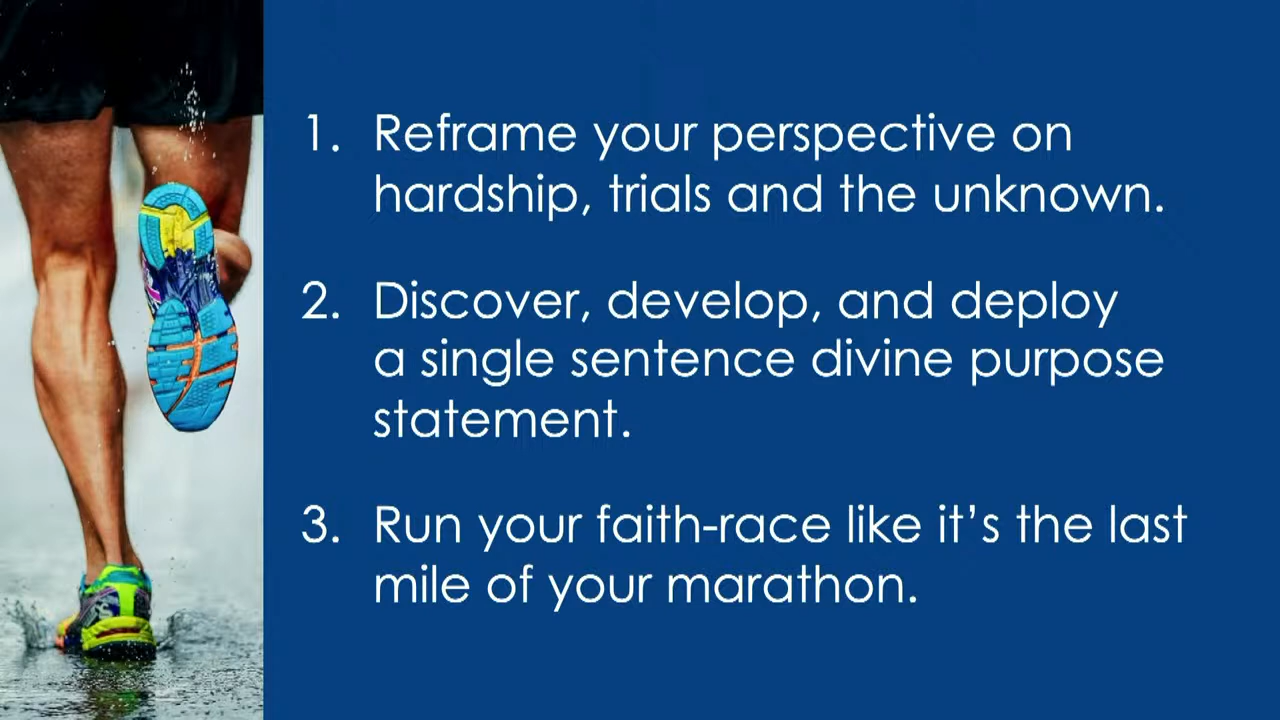 1. Reframe your perspective on
hardship, trials and the unknown.
2. Discover, develop, and deploy
a single sentence divine purpose
statement.
3. Run your faith-race like it’s the last
mile of your marathon.